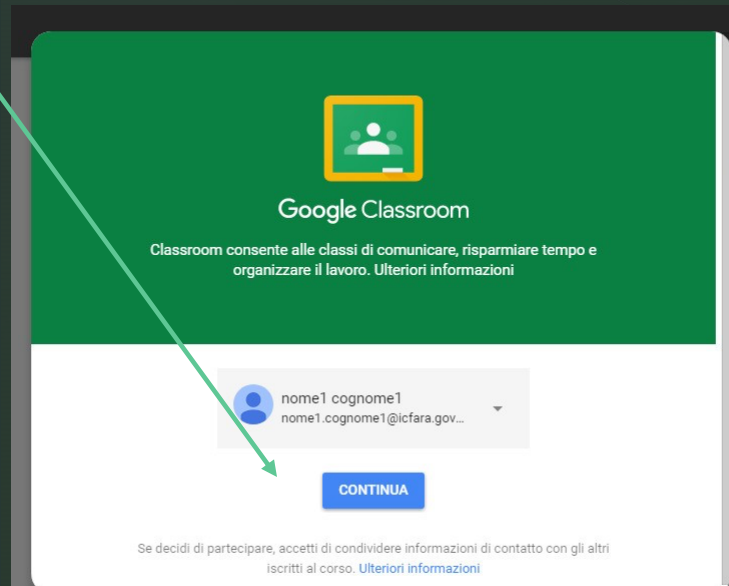 Google Classroom
Classroom consente alle classi di comunicare, risparmiare tempo e
organizzare il lavoro. Ulteriori informazioni
nome1 cognome1
nome1.cognome1@icfara.gov...
CONTINUA
Se decidi di partecipare, accetti di condividere informazioni di contatto con gli altri
iscritti al corso. Ulteriori informazioni